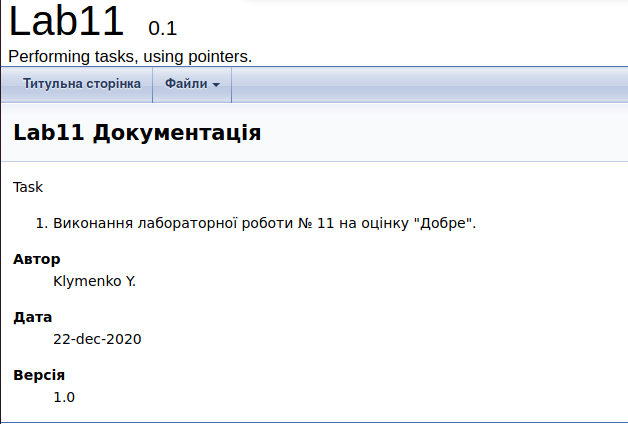 Lab11 0.1
Performing tasks, using pointers.
Титульна сторінка Файли
Lab11 Документація
Task
1. Виконання лабораторної роботи № 11 на оцінку "Добре".
Автор
Klymenko Y.
Дата
22-dec-2020
Версія
1.0